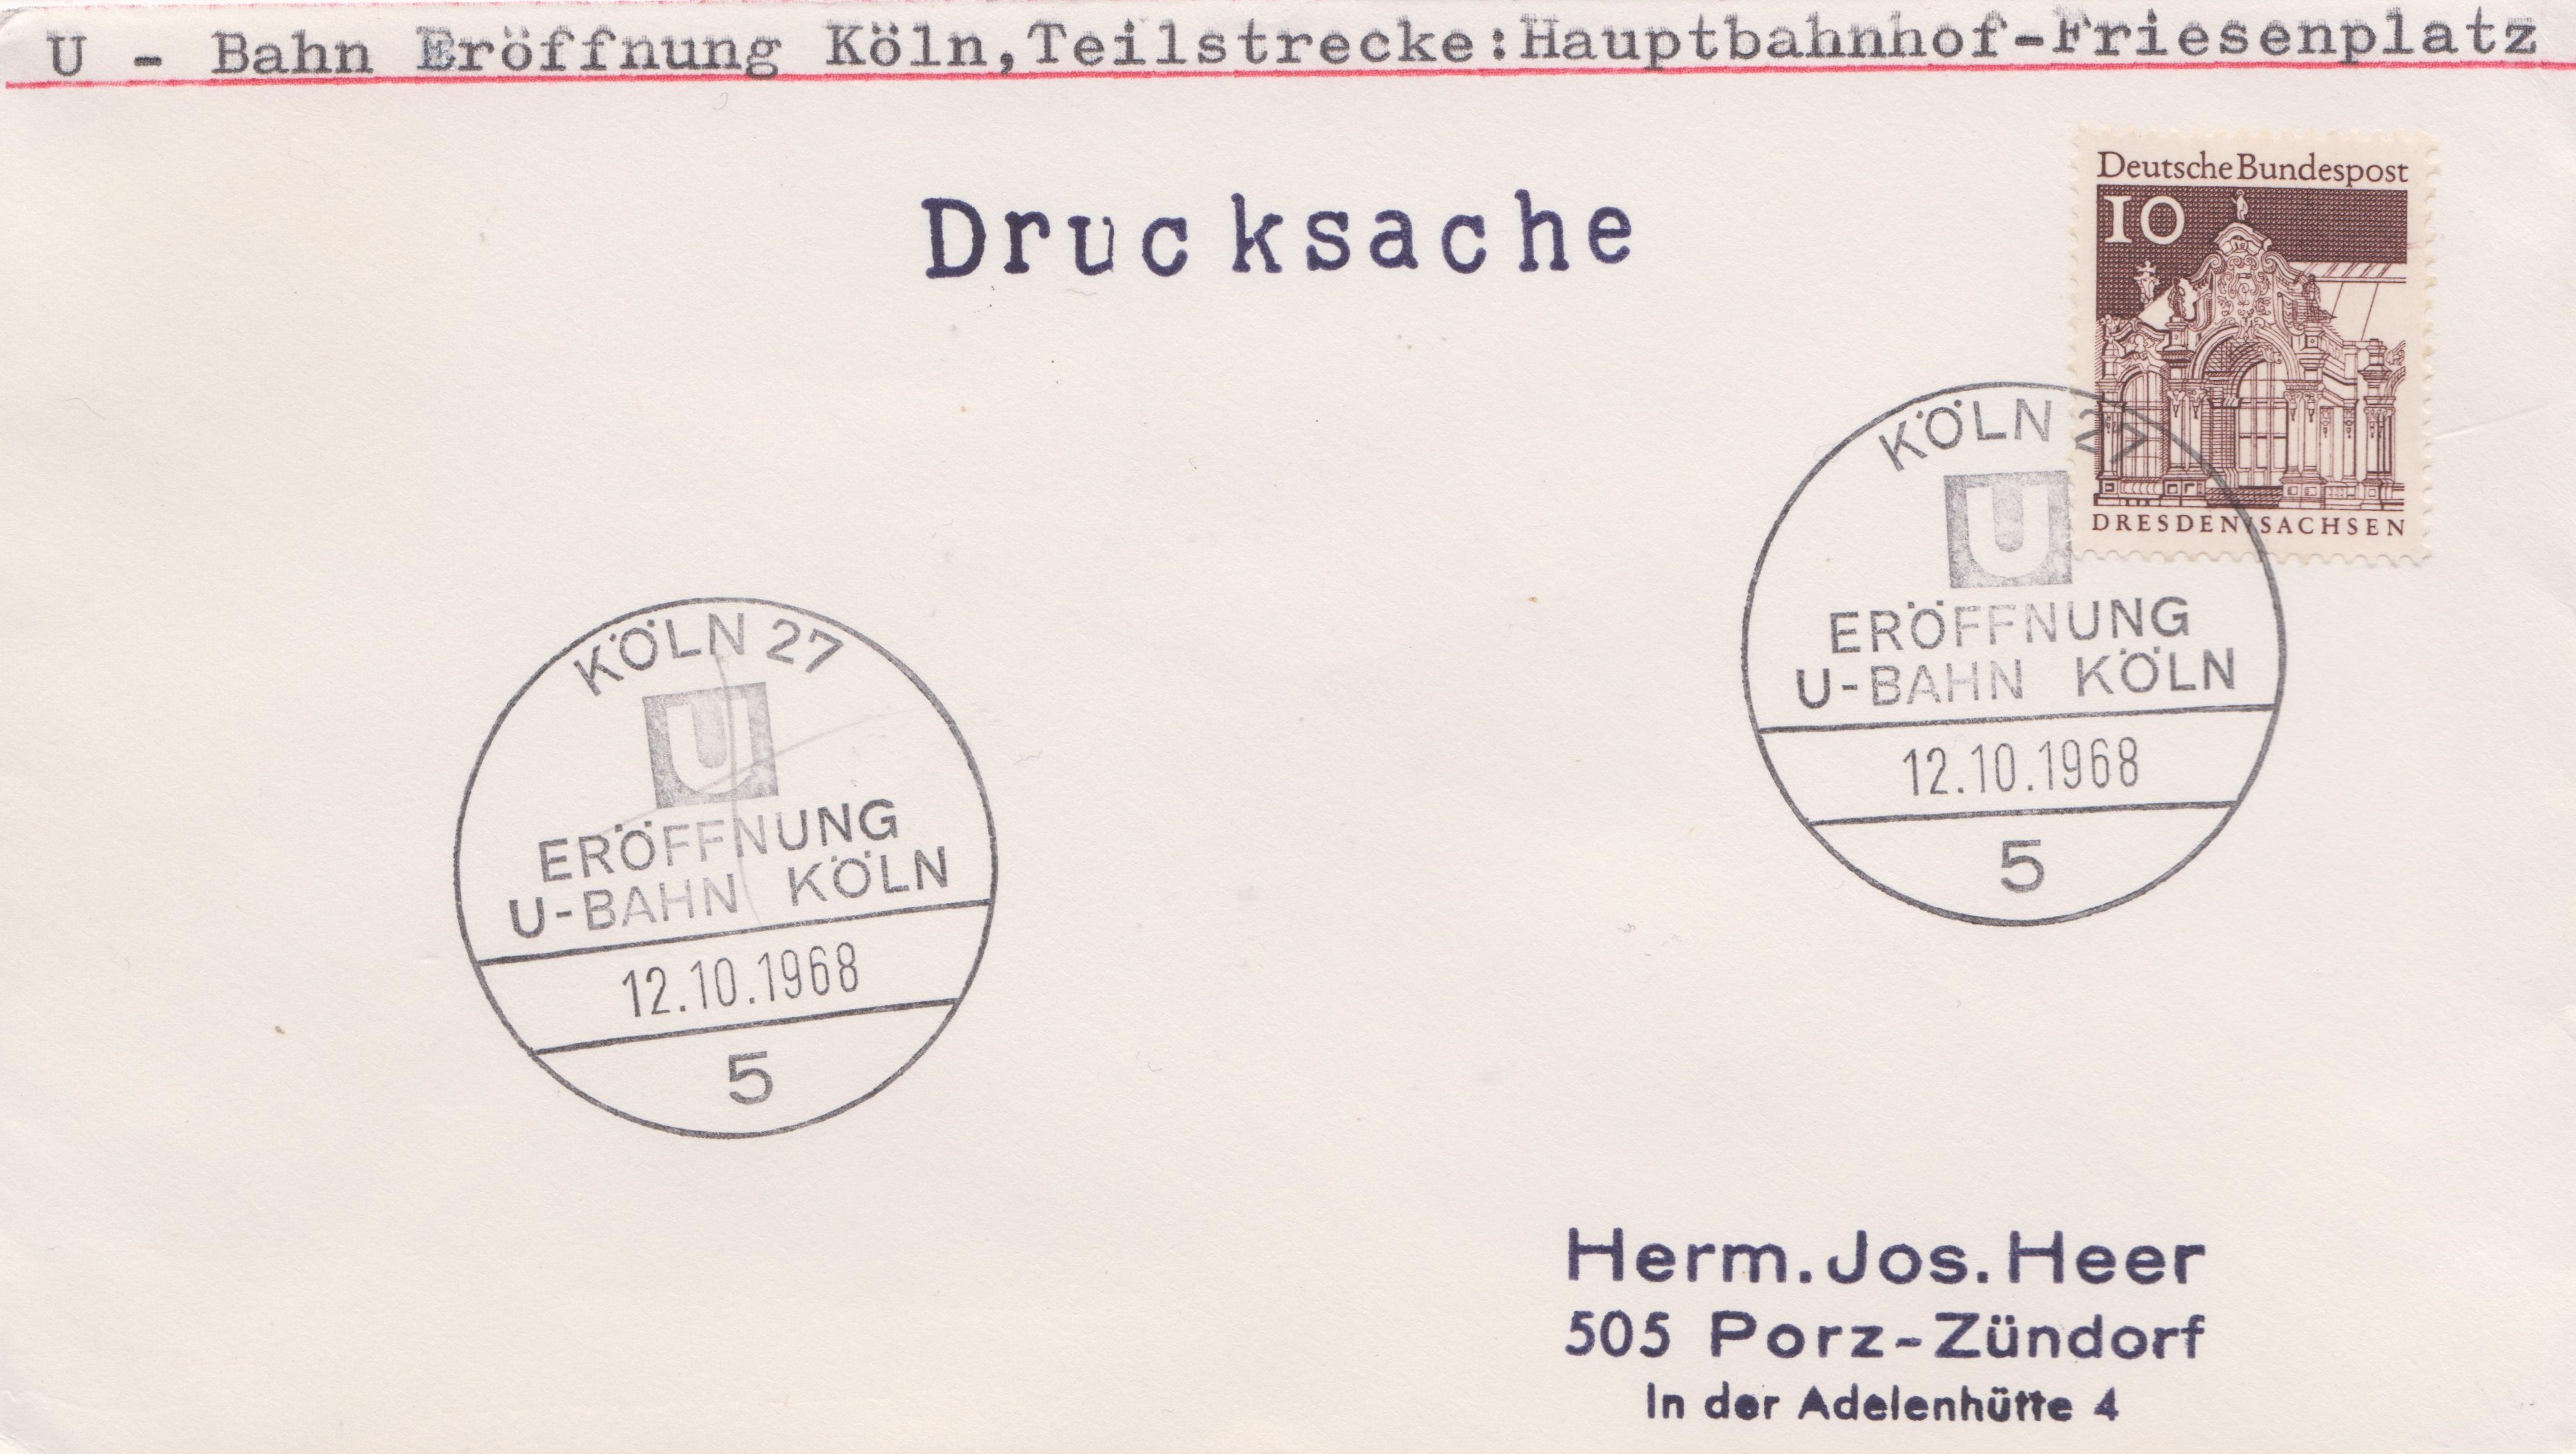 U - Bahn Eröffnung Köln,Teilstrecke:Hauptbahnhof-Friesenplatz
Drucksache
Deutsche Bundespost
10
DRESDEN/SACHSEN
KÖLN 27
U
ERÖFFNUNG
U-BAHN KÖLN
12.10.1968
5
KÖLN 27
U
ERÖFFNUNG
U-BAHN KÖLN
12.10.1968
5
Herm.Jos.Heer
505 Porz-Zündorf
In der Adelenhütte 4